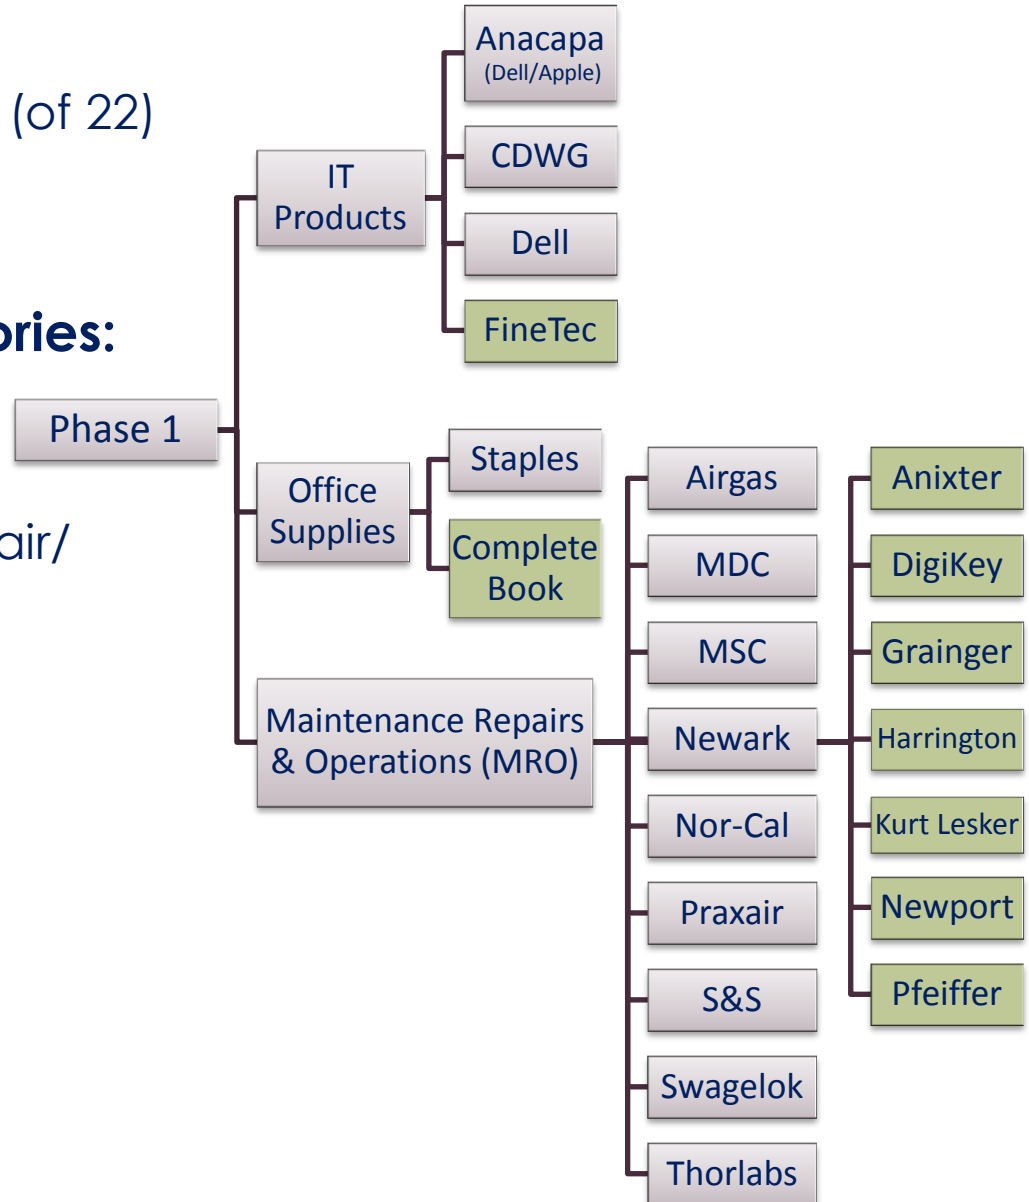 (of 22)
ories:
air/
Phase 1
IT
Products
Anacapa
(Dell/Apple)
CDWG
Dell
FineTec
Office
Supplies
Staples
Complete
Book
Maintenance Repairs
& Operations (MRO)
Airgas
MDC
MSC
Newark
Nor-Cal
Praxair
S&S
Swagelok
Thorlabs
Anixter
DigiKey
Grainger
Harrington
Kurt Lesker
Newport
Pfeiffer